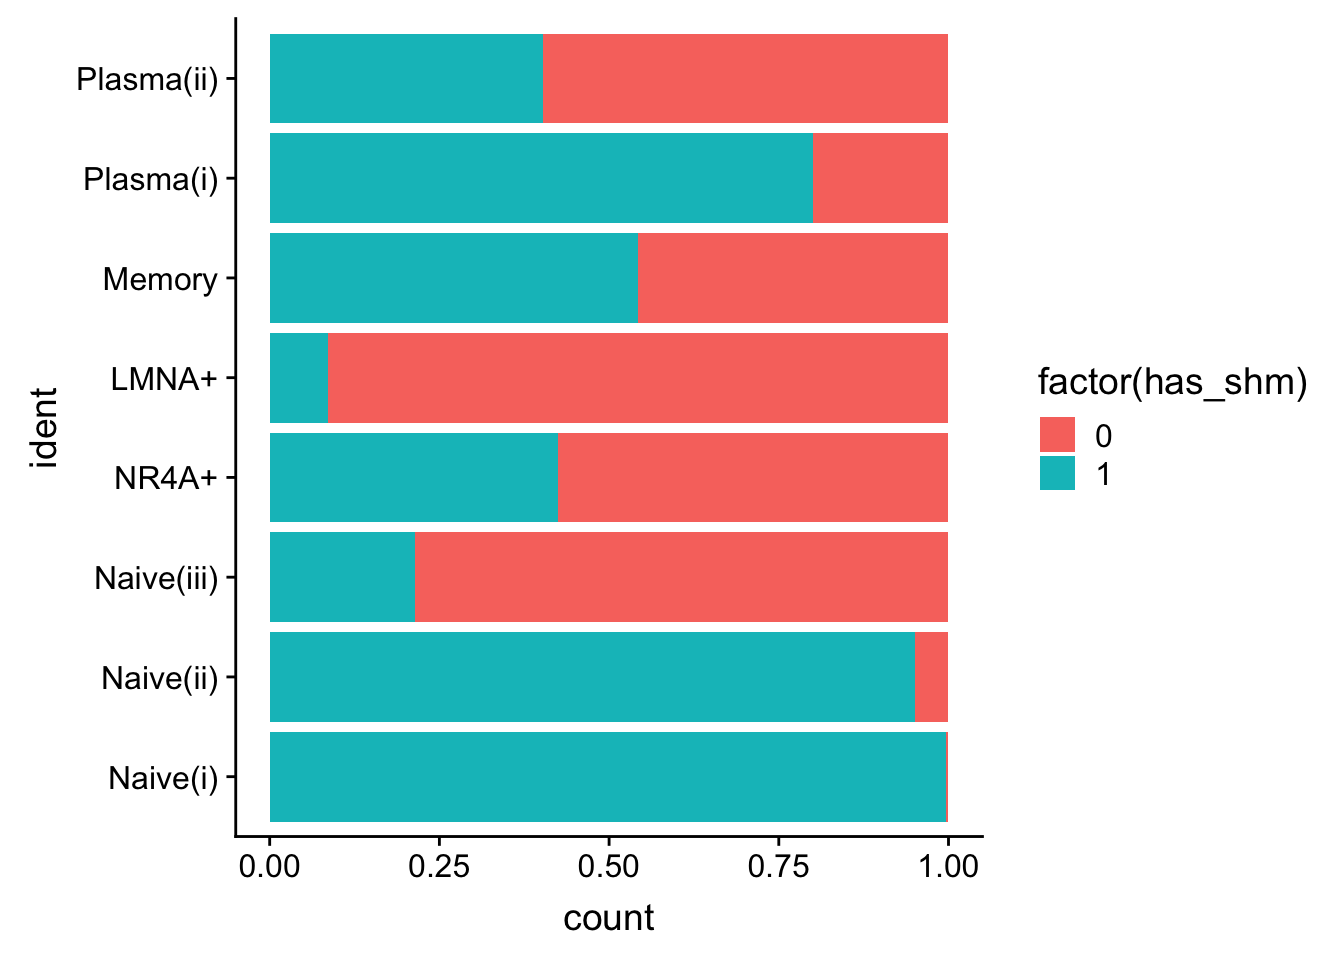 Plasma(ii)
Plasma(i)
Memory
LMNA+
NR4A+
Naive(iii)
Naive(ii)
Naive(i)
ident
0.00 0.25 0.50 0.75 1.00
count
factor(has_shm)
0
1